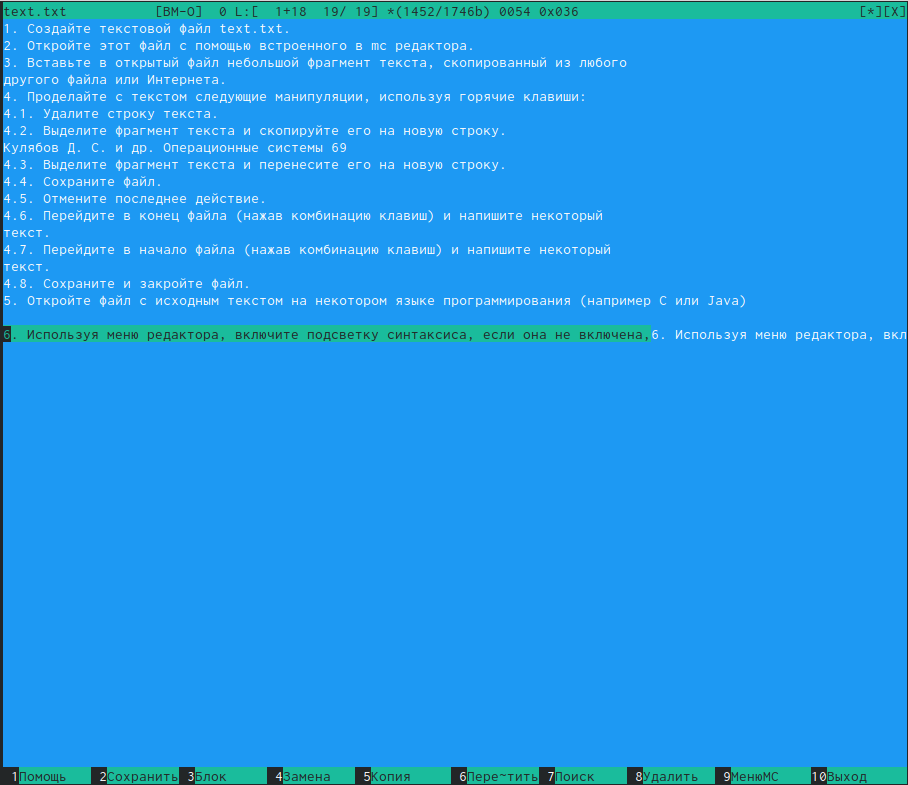 text.txt [BM-O] 0 L:[ 1+18 19/ 19] *(1452/1746b) 0054 0x036 [*][X]
1. Создайте текстовой файл text.txt.
2. Откройте этот файл с помощью встроенного в mc редактора.
3. Вставьте в открытый файл небольшой фрагмент текста, скопированный из любого
другого файла или Интернета.
4. Проделайте с текстом следующие манипуляции, используя горячие клавиши:
4.1. Удалите строку текста.
4.2. Выделите фрагмент текста и скопируйте его на новую строку.
Кулябов Д. С. и др. Операционные системы 69
4.3. Выделите фрагмент текста и перенесите его на новую строку.
4.4. Сохраните файл.
4.5. Отмените последнее действие.
4.6. Перейдите в конец файла (нажав комбинацию клавиш) и напишите некоторый
текст.
4.7. Перейдите в начало файла (нажав комбинацию клавиш) и напишите некоторый
текст.
4.8. Сохраните и закройте файл.
5. Откройте файл с исходным текстом на некотором языке программирования (например C или Java)
6. Используя меню редактора, включите подсветку синтаксиса, если она не включена,6. Используя меню редактора, вкл
1Помощь 2Сохранить 3Блок 4Замена 5Копия 6Пере~тить 7Поиск 8Удалить 9МенюMC 10Выход